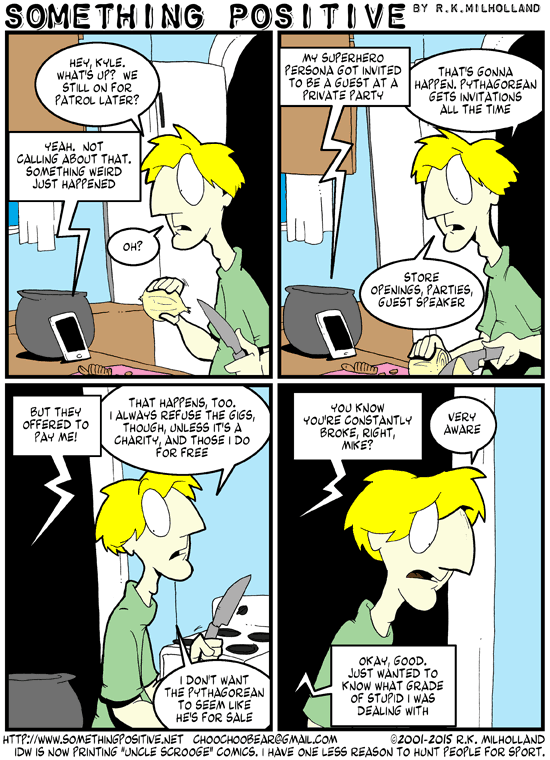 SOMETHING POSITIVE BY R.K.MILHOLLAND
HEY, KYLE.
WHAT'S UP? WE
STILL ON FOR
PATROL LATER?
YEAH. NOT
CALLING ABOUT THAT.
SOMETHING WEIRD
JUST HAPPENED
OH?
MY SUPERHERO
PERSONA GOT INVITED
TO BE A GUEST AT A
PRIVATE PARTY
THAT'S GONNA
HAPPEN. PYTHAGOREAN
GETS INVITATIONS
ALL THE TIME
STORE
OPENINGS, PARTIES,
GUEST SPEAKER
BUT THEY
OFFERED TO
PAY ME!
THAT HAPPENS, TOO.
I ALWAYS REFUSE THE GIGS,
THOUGH, UNLESS IT'S A
CHARITY, AND THOSE I DO
FOR FREE
I DON'T WANT
THE PYTHAGOREAN
TO SEEM LIKE
HE'S FOR SALE
YOU KNOW
YOU'RE CONSTANTLY
BROKE, RIGHT,
MIKE?
VERY
AWARE
OKAY, GOOD.
JUST WANTED TO
KNOW WHAT GRADE
OF STUPID I WAS
DEALING WITH
HTTP://WWW.SOMETHINGPOSITIVE.NET CHOOCHOOBEAR@GMAIL.COM ©2001-2015 R.K. MILHOLLAND
IDW IS NOW PRINTING "UNCLE SCROOGE" COMICS. I HAVE ONE LESS REASON TO HUNT PEOPLE FOR SPORT.